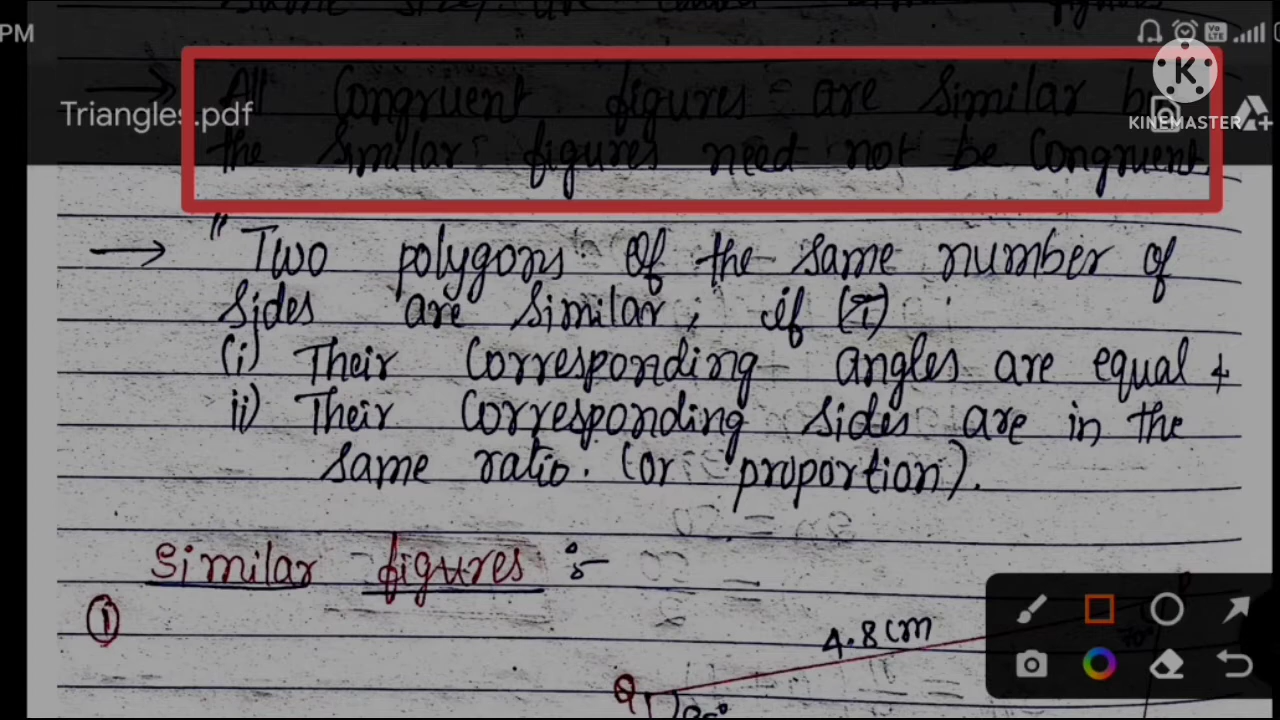 PM
Triangles.pdf
KINEMASTER
→ All Congruent figures are similar but
the similar figures need not be Congruent.
→ "Two polygons of the same number of
sides are similar, if
(i) Their Corresponding angles are equal &
ii) Their Corresponding sides are in the
same ratio. (or proportion).
Similar figures :-
①
4.8 cm
Q
P